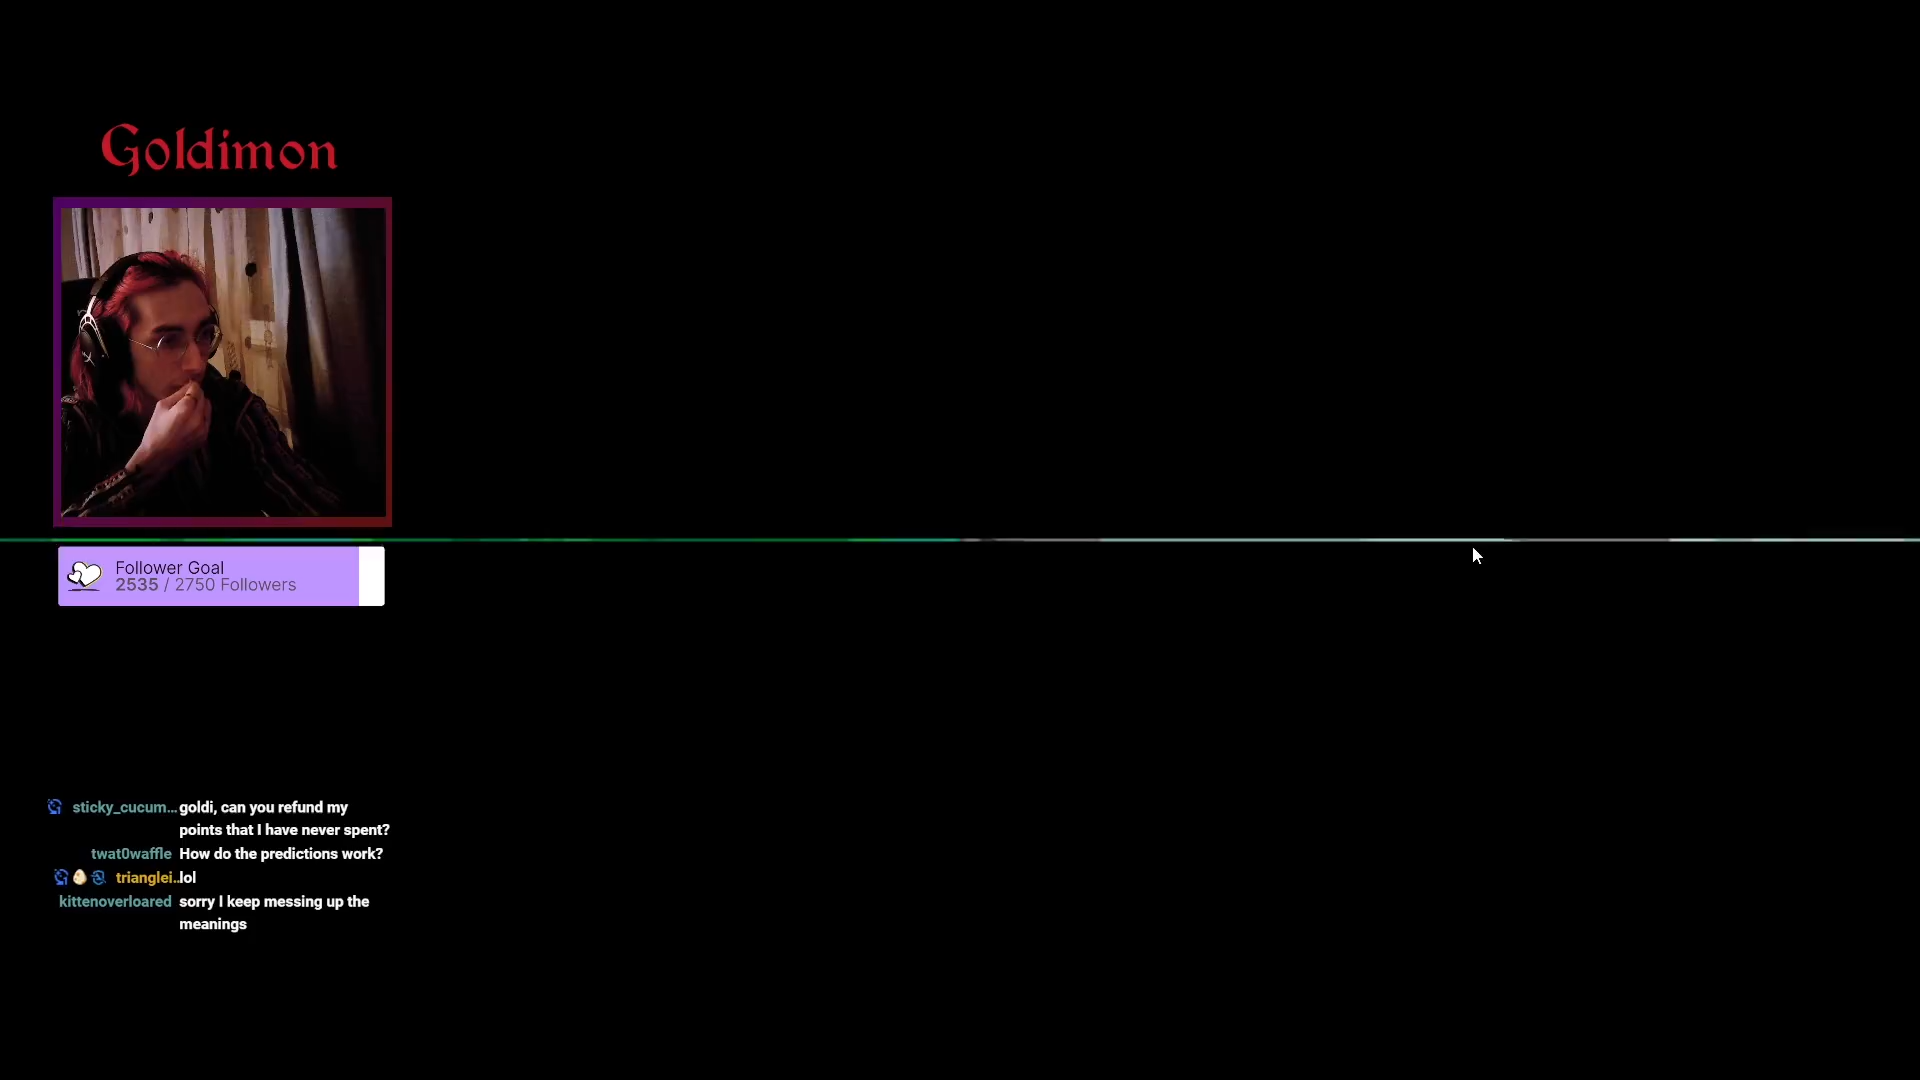 Goldimon
Follower Goal
2535 / 2750 Followers
sticky_cucum... goldi, can you refund my
points that I have never spent?
twat0waffle How do the predictions work?
trianglei.. lol
kittenoverloared sorry I keep messing up the
meanings